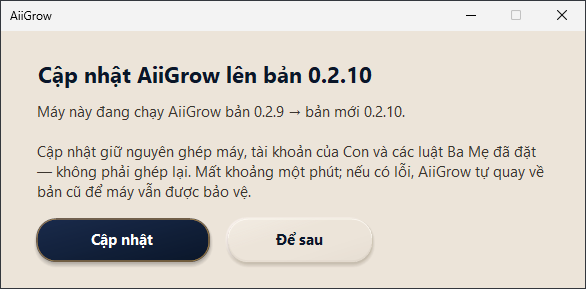 AiiGrow
Cập nhật AiiGrow lên bản 0.2.10
Máy này đang chạy AiiGrow bản 0.2.9 → bản mới 0.2.10.
Cập nhật giữ nguyên ghép máy, tài khoản của Con và các luật Ba Mẹ đã đặt
— không phải ghép lại. Mất khoảng một phút; nếu có lỗi, AiiGrow tự quay về
bản cũ để máy vẫn được bảo vệ.
Cập nhật
Để sau